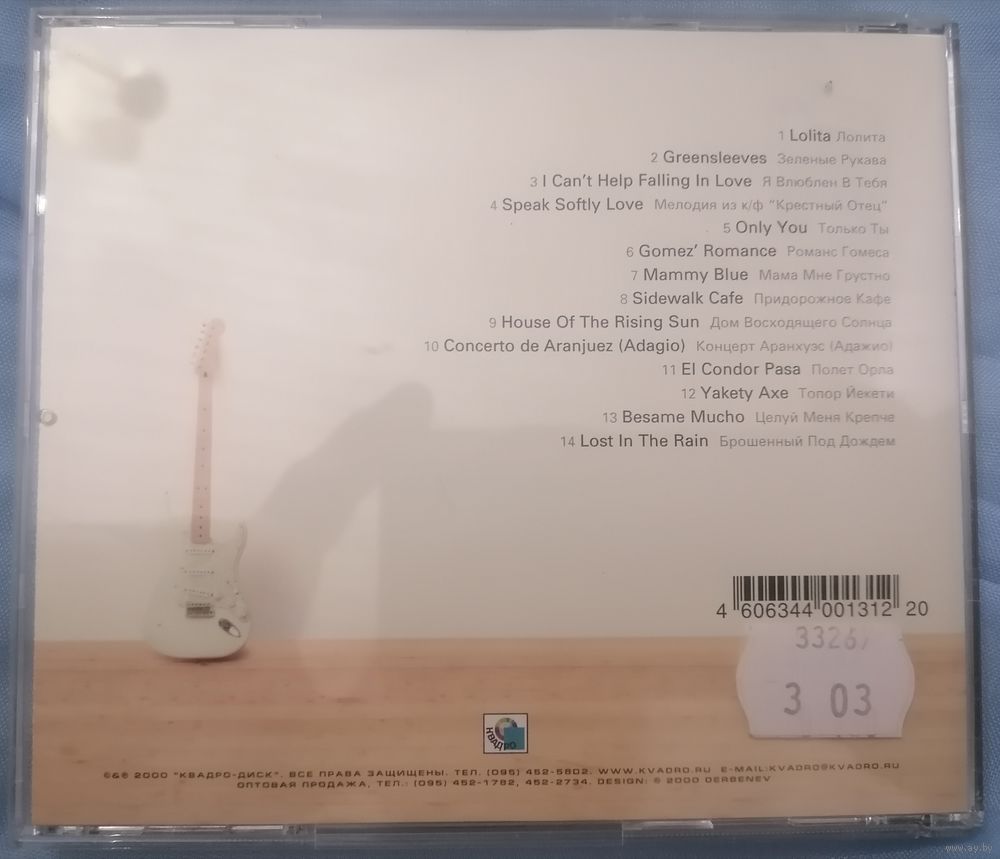 1 Lolita Лолита
2 Greensleeves Зеленые Рукава
3 I Can't Help Falling In Love Я Влюблен В Тебя
4 Speak Softly Love Мелодия из к/ф "Крестный Отец"
5 Only You Только Ты
6 Gomez' Romance Романс Гомеса
7 Mammy Blue Мама Мне Грустно
8 Sidewalk Cafe Придорожное Кафе
9 House Of The Rising Sun Дом Восходящего Солнца
10 Concerto de Aranjuez (Adagio) Концерт Аранхуэс (Адажио)
11 El Condor Pasa Полет Орла
12 Yakety Axe Топор Йекети
13 Besame Mucho Целуй Меня Крепче
14 Lost In The Rain Брошенный Под Дождем
4 606344 001312 20
3 03
КВАДРО
©&℗ 2000 "КВАДРО-ДИСК". ВСЕ ПРАВА ЗАЩИЩЕНЫ. ТЕЛ. (095) 452-5802. WWW.KVADRO.RU E-MAIL:KVADRO@KVADRO.RU
ОПТОВАЯ ПРОДАЖА, ТЕЛ.: (095) 452-1782, 452-2734. DESIGN: © 2000 DERBENEV
www.ay.by